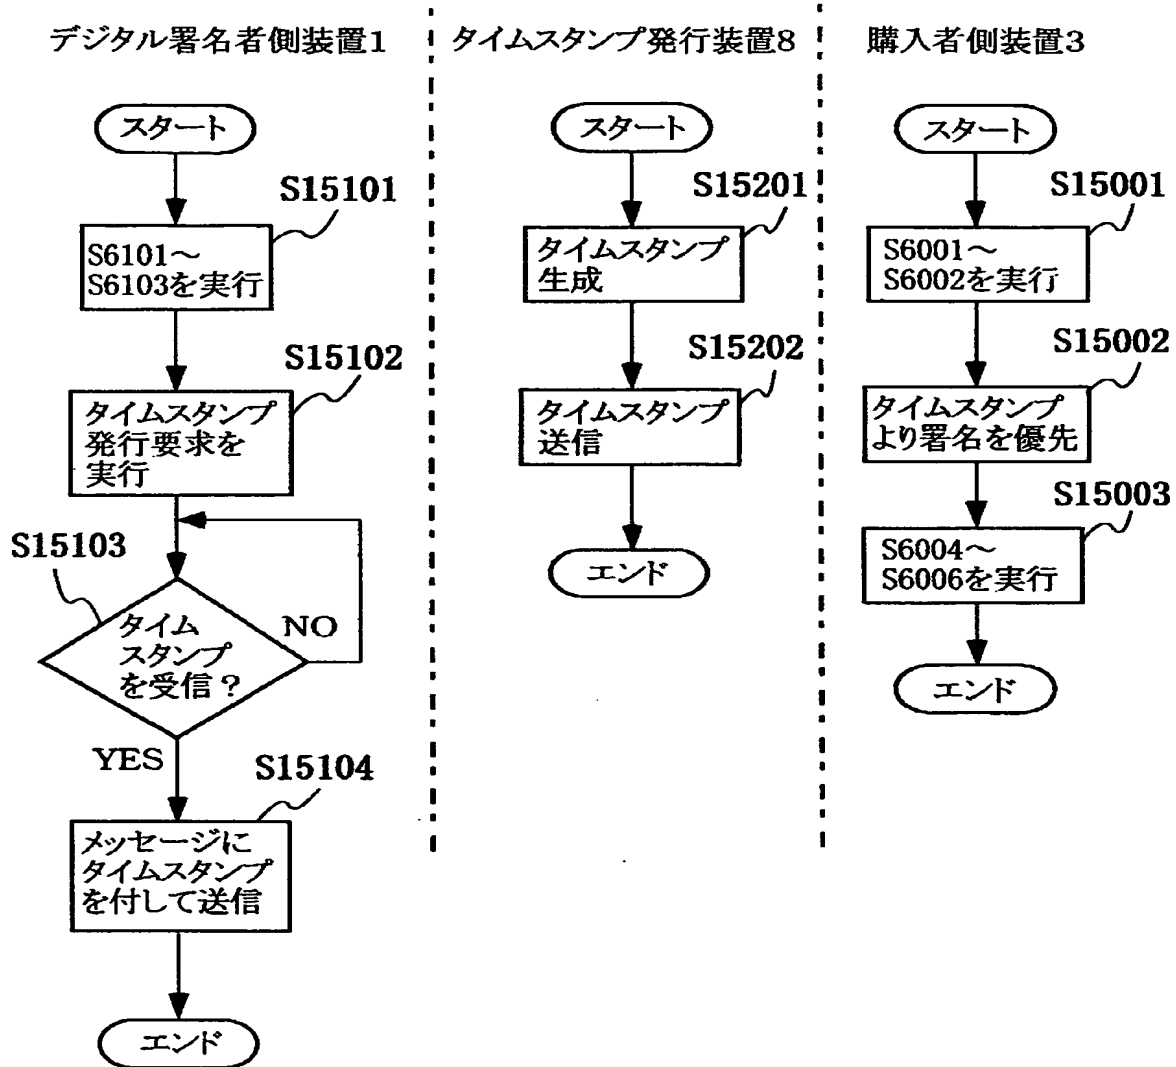 デジタル署名者側装置1
スタート
S15101
S6101～
S6103を実行
S15102
タイムスタンプ
発行要求を
実行
S15103
タイム
スタンプ
を受信？
NO
YES
S15104
メッセージに
タイムスタンプ
を付して送信
エンド
タイムスタンプ発行装置8
スタート
S15201
タイムスタンプ
生成
S15202
タイムスタンプ
送信
エンド
購入者側装置3
スタート
S15001
S6001～
S6002を実行
S15002
タイムスタンプ
より署名を優先
S15003
S6004～
S6006を実行
エンド